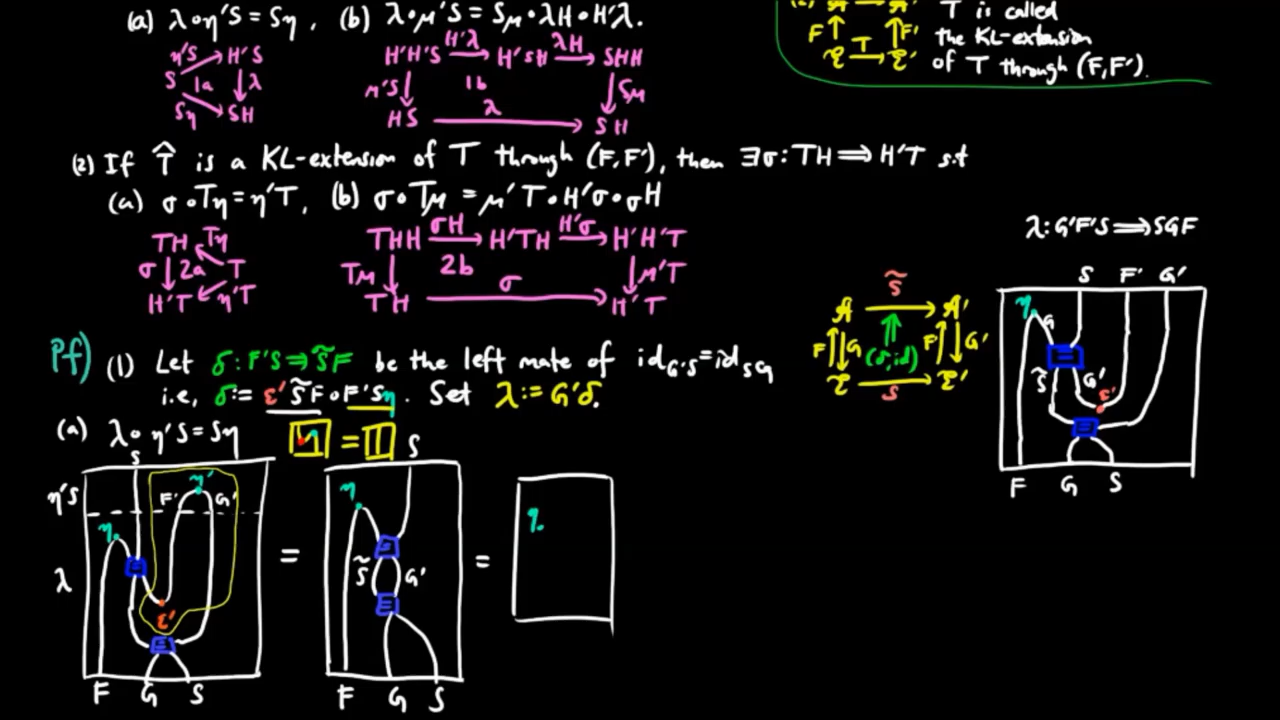 (a) λ∘η'S = Sη , (b) λ∘μ'S = Sμ∘λH∘H'λ.
η'S H'S
S 1a λ
Sη SH
H'H'S H'λ H'SH λH SHH
μ'S 1b Sμ
H'S λ SH
F T F' T is called
the KL-extension
of T through (F,F').
(2) If T̂ is a KL-extension of T through (F,F'), then ∃σ: TH ⟹ H'T s.t
(a) σ∘Tη = η'T , (b) σ∘Tμ = μ'T∘H'σ∘σH
TH Tη
σ 2a T
H'T η'T
THH σH H'TH H'σ H'H'T
Tμ 2b μ'T
TH σ H'T
λ: G'F'S ⟹ SGF
Pf) (1) Let δ: F'S ⟹ S̃F be the left mate of id_{G'S̃} = id_{SG}
i.e, δ := ε'S̃F∘F'Sη . Set λ := G'δ.
(a) λ∘η'S = Sη =
S̃
A A'
F G (δ,id) F' G'
C S C'
S F' G'
η G
S̃ G' ε'
F G S
S
η'S F' η' G'
η
λ
ε'
F G S
=
S
η
S̃ G'
F G S
=
η